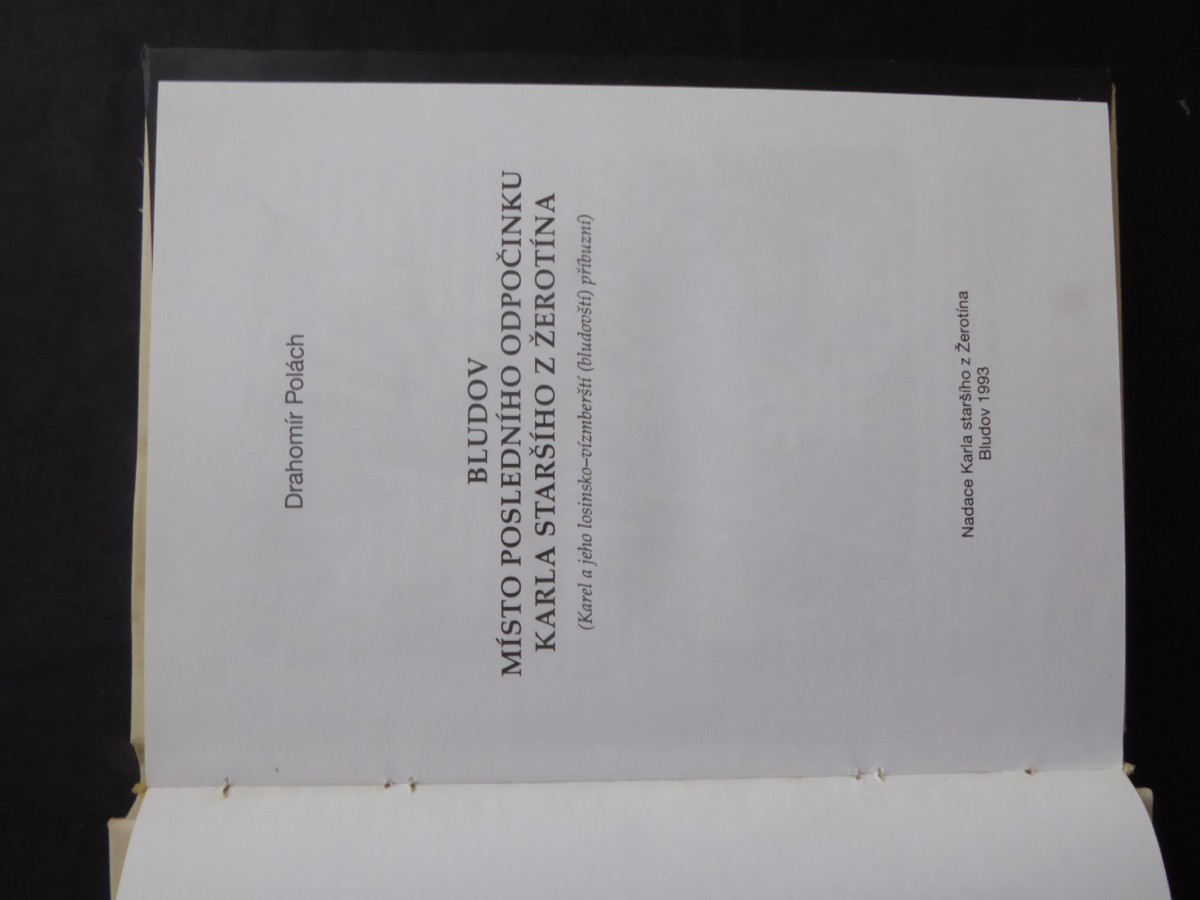 Drahomír Polách
BLUDOV
MÍSTO POSLEDNÍHO ODPOČINKU
KARLA STARŠÍHO Z ŽEROTÍNA
(Karel a jeho losinsko–vízmberští (bludovští) příbuzní)
Nadace Karla staršího z Žerotína
Bludov 1993